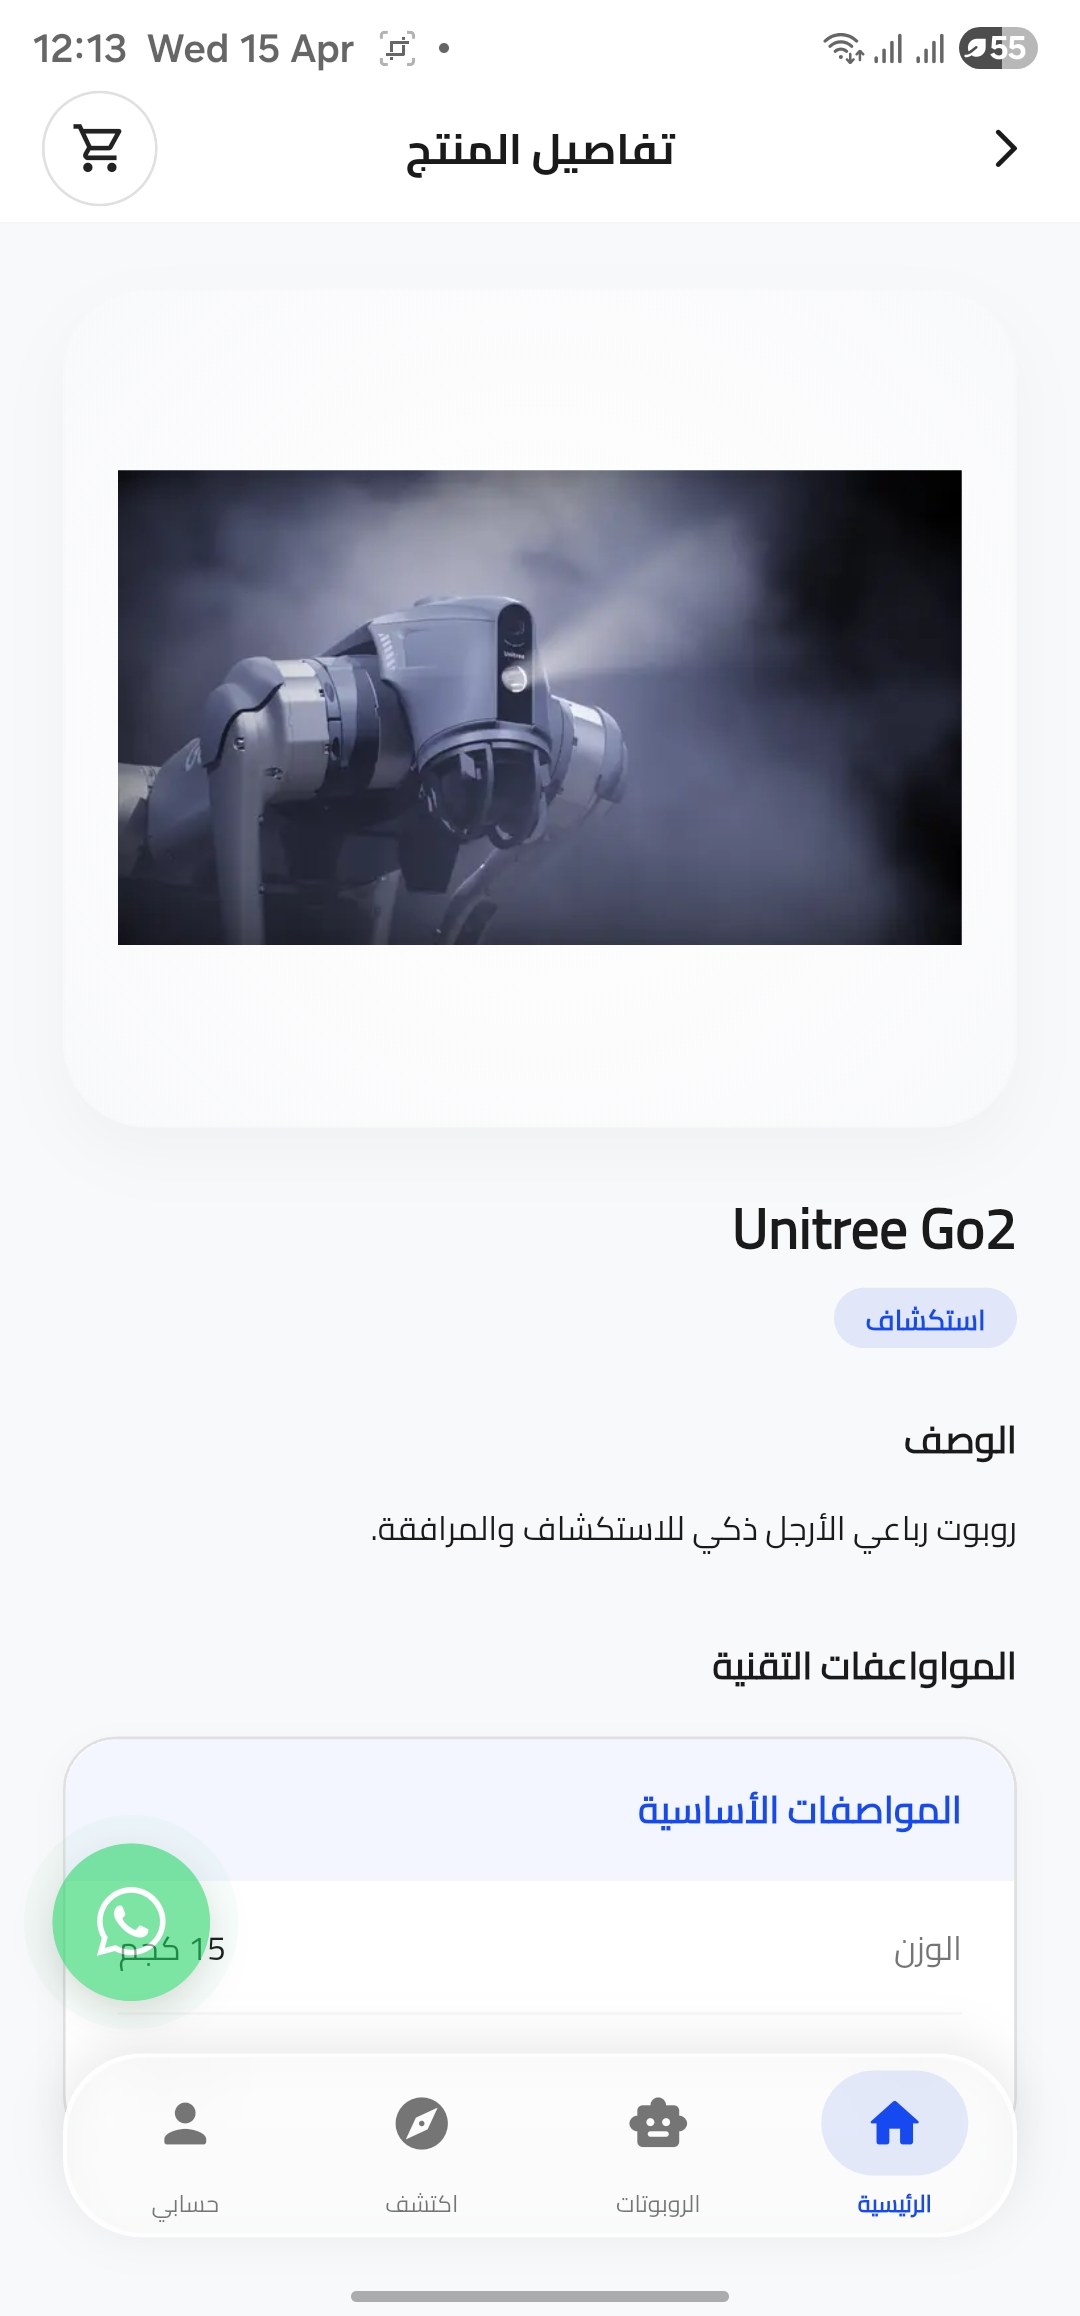 12:13 Wed 15 Apr 55
تفاصيل المنتج
Unitree
Unitree Go2
استكشاف
الوصف
روبوت رباعي الأرجل ذكي للاستكشاف والمرافقة.
المواواعفات التقنية
المواصفات الأساسية
الوزن 15 كجم
الرئيسية الروبوتات اكتشف حسابي